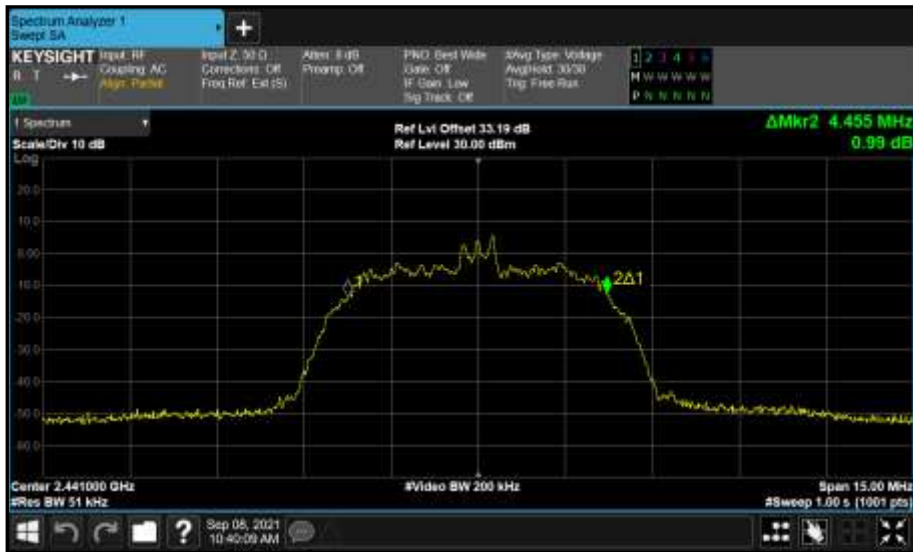 Spectrum Analyzer 1
Swept SA
+
KEYSIGHT Input: RF
R T Coupling: AC
Align: Partial
Input Z: 50 Ω
Corrections: Off
Freq Ref: Ext (S)
Atten: 8 dB
Preamp: Off
PNO: Best Wide
Gate: Off
IF Gain: Low
Sig Track: Off
#Avg Type: Voltage
Avg|Hold: 30/30
Trig: Free Run
1 2 3 4 5 6
M W W W W W
P N N N N N
1 Spectrum
Scale/Div 10 dB
Ref Lvl Offset 33.19 dB
Ref Level 30.00 dBm
ΔMkr2 4.455 MHz
0.99 dB
Log
20.0
10.0
0.00
-10.0
-20.0
-30.0
-40.0
-50.0
-60.0
2Δ1
Center 2.441000 GHz
#Res BW 51 kHz
#Video BW 200 kHz
Span 15.00 MHz
#Sweep 1.00 s (1001 pts)
?
Sep 08, 2021
10:40:09 AM